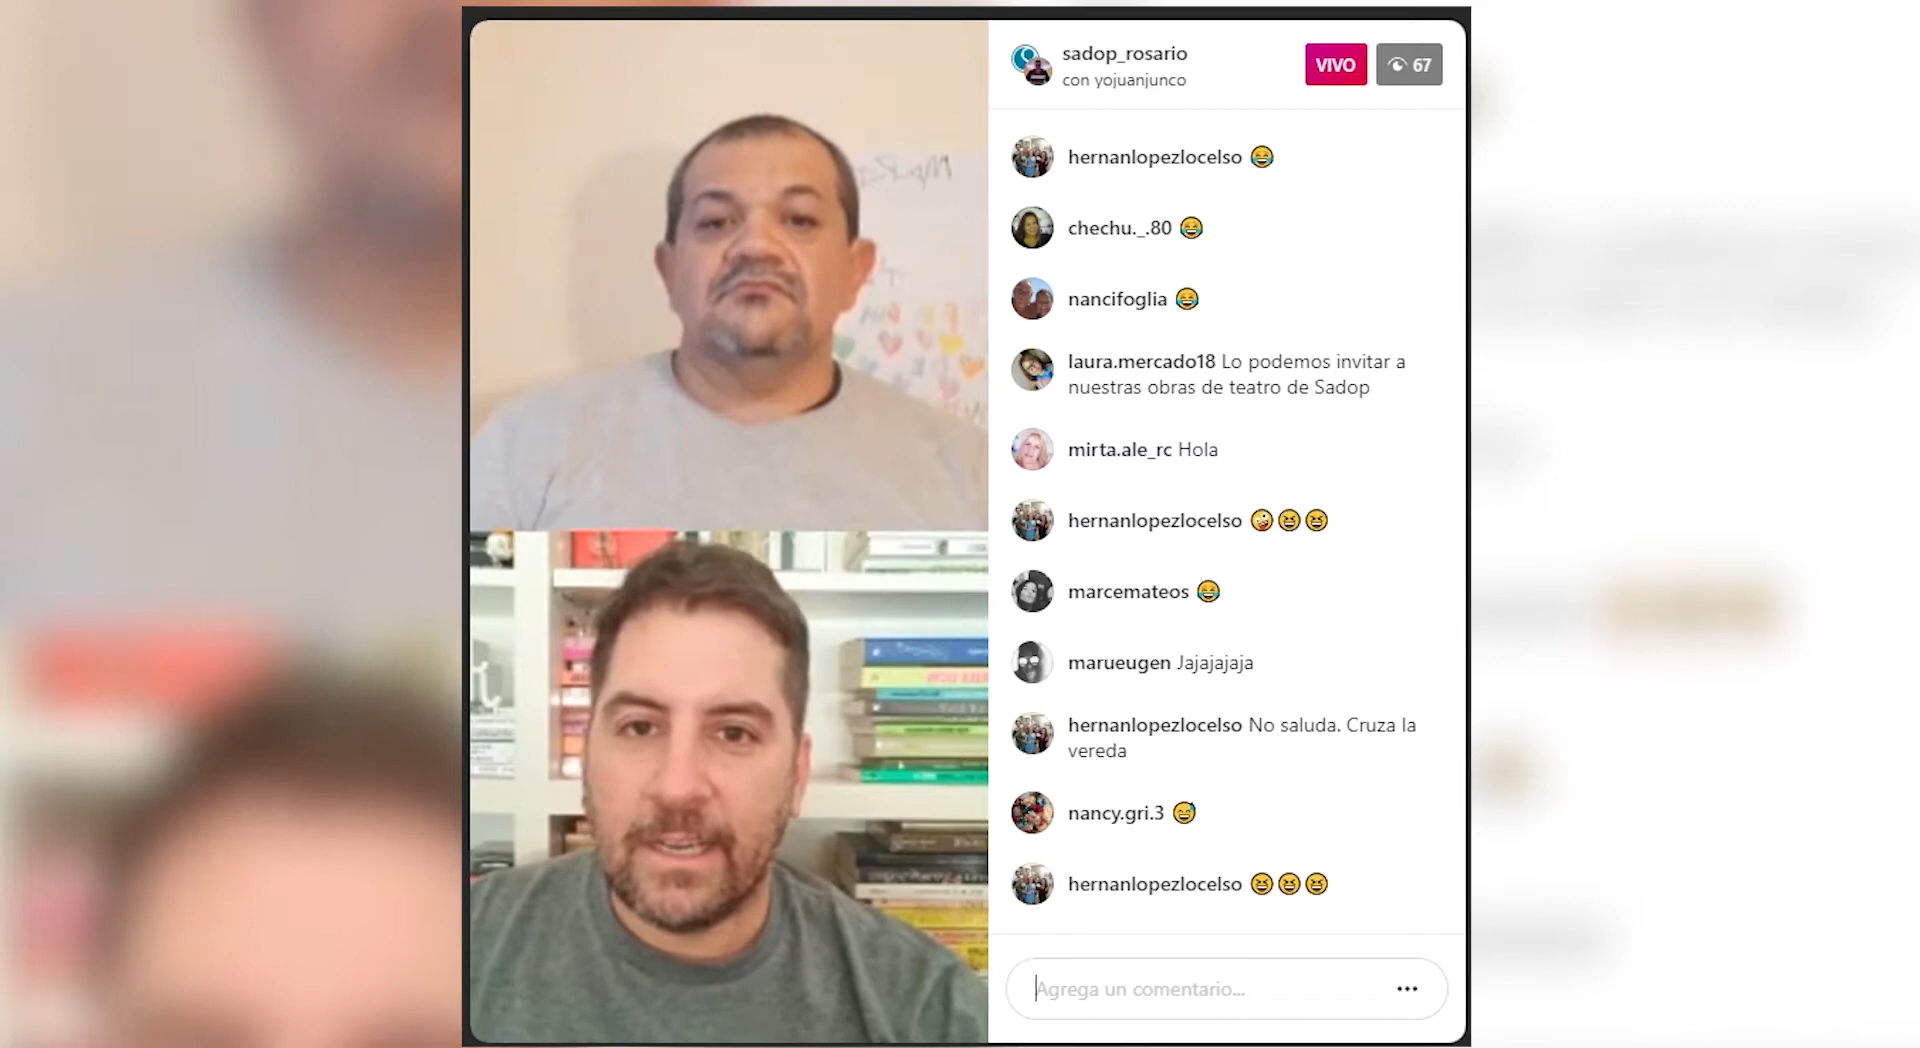 sadop_rosario
con yojuanjunco
VIVO
67
hernanlopezlocelso 😂
chechu._.80 😂
nancifoglia 😂
laura.mercado18 Lo podemos invitar a
nuestras obras de teatro de Sadop
mirta.ale_rc Hola
hernanlopezlocelso 🤪😆😆
marcemateos 😂
marueugen Jajajajaja
hernanlopezlocelso No saluda. Cruza la
vereda
nancy.gri.3 😅
hernanlopezlocelso 😆😆😆
Agrega un comentario...